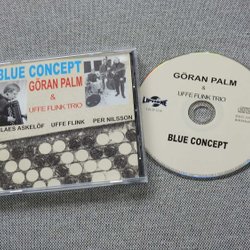 BLUE CONCEPT
GÖRAN PALM
&
UFFE FLINK TRIO
CLAES ASKELÖF UFFE FLINK PER NILSSON
GÖRAN PALM
&
UFFE FLINK TRIO
BLUE CONCEPT